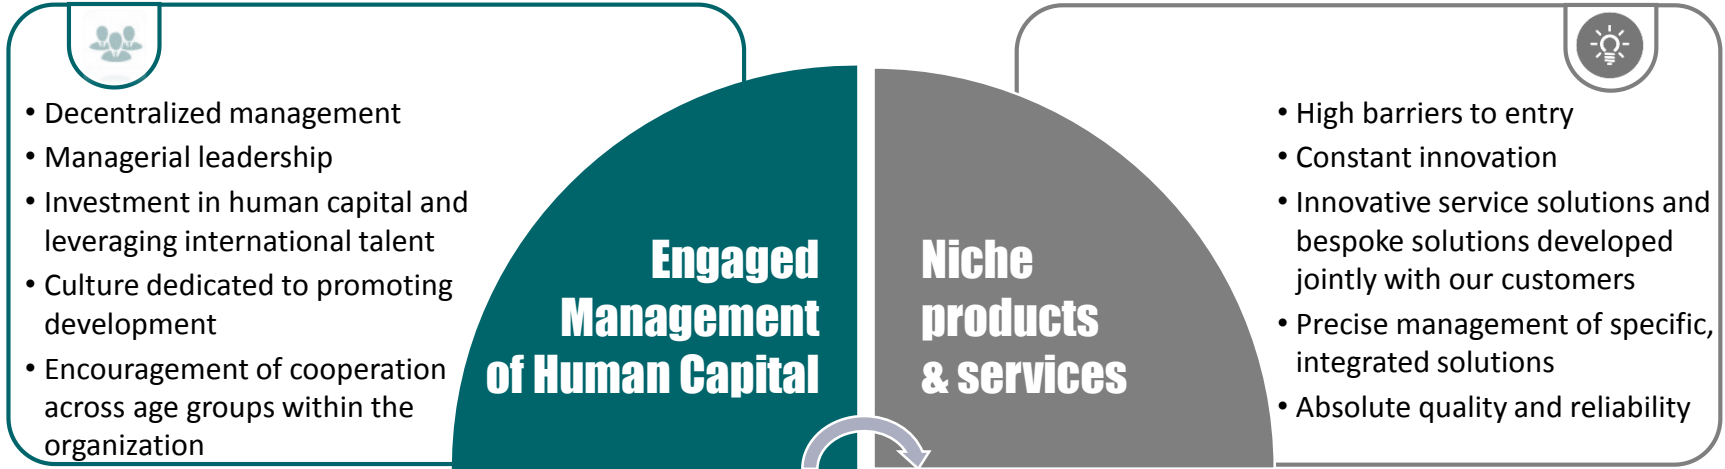 • Decentralized management
• Managerial leadership
• Investment in human capital and
leveraging international talent
• Culture dedicated to promoting
development
• Encouragement of cooperation
across age groups within the
organization
Engaged
Management
of Human Capital
Niche
products
& services
• High barriers to entry
• Constant innovation
• Innovative service solutions and
bespoke solutions developed
jointly with our customers
• Precise management of specific,
integrated solutions
• Absolute quality and reliability